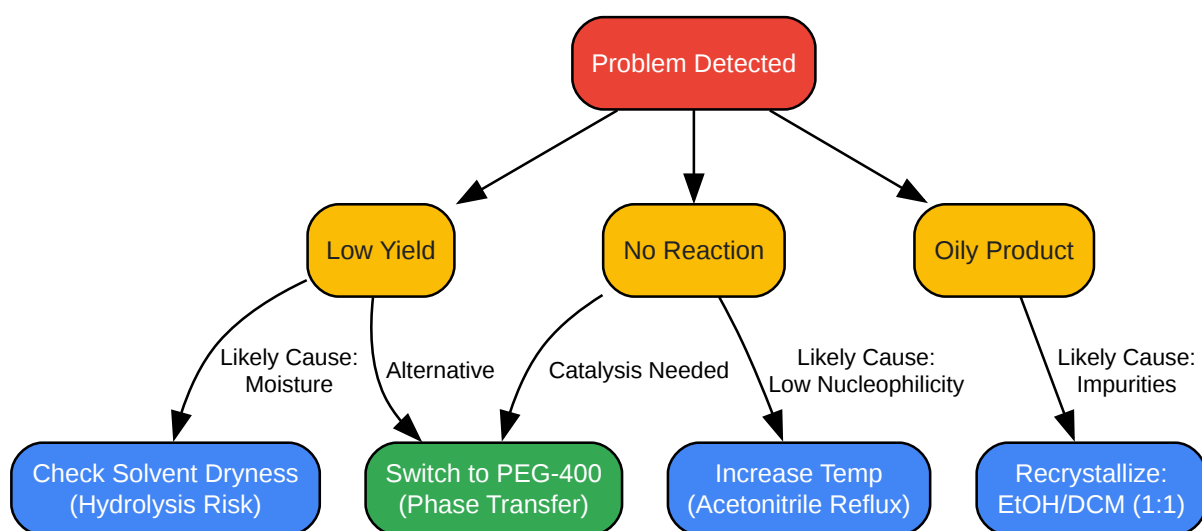 Problem Detected
Low Yield
No Reaction
Oily Product
Likely Cause:
Moisture
Alternative
Catalysis Needed
Likely Cause:
Low Nucleophilicity
Likely Cause:
Impurities
Check Solvent Dryness
(Hydrolysis Risk)
Switch to PEG-400
(Phase Transfer)
Increase Temp
(Acetonitrile Reflux)
Recrystallize:
EtOH/DCM (1:1)